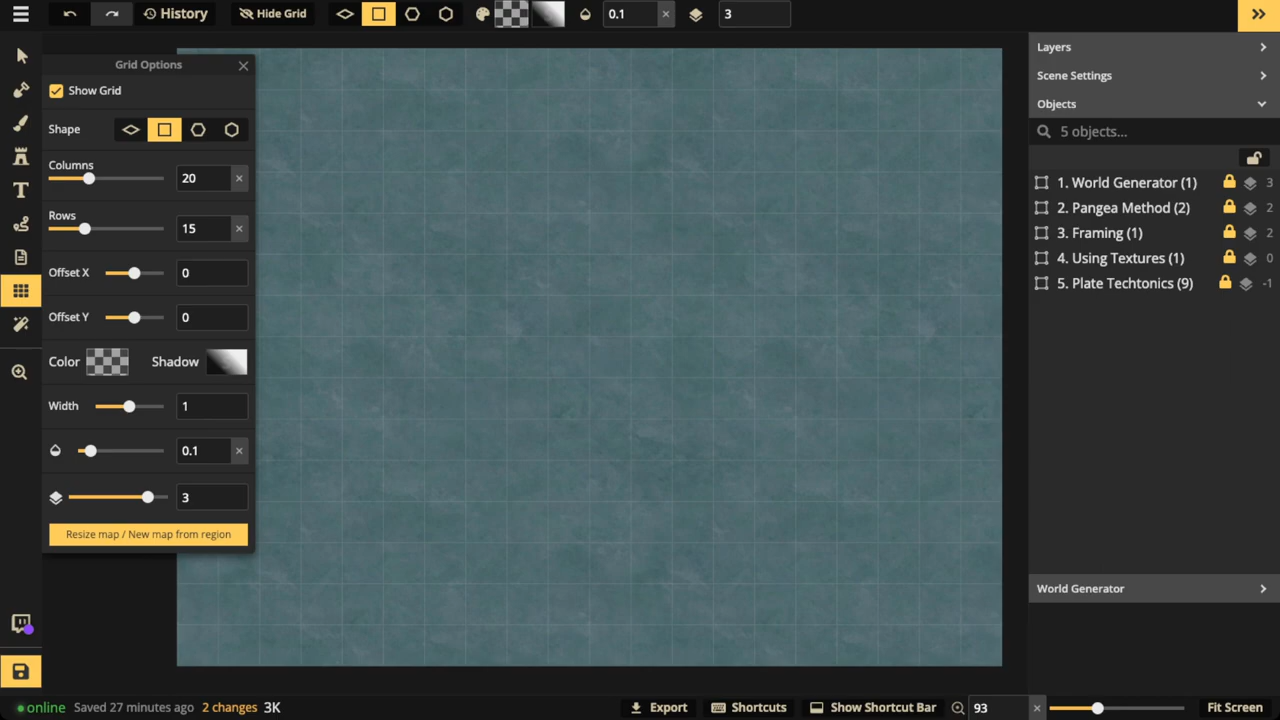 History
Hide Grid
0.1
×
3
Grid Options
Show Grid
Shape
Columns
20
×
Rows
15
×
Offset X
0
Offset Y
0
Color
Shadow
Width
1
0.1
×
3
Resize map / New map from region
Layers
Scene Settings
Objects
5 objects...
1. World Generator (1)
3
2. Pangea Method (2)
2
3. Framing (1)
2
4. Using Textures (1)
0
5. Plate Techtonics (9)
-1
World Generator
online
Saved 27 minutes ago
2 changes
3K
Export
Shortcuts
Show Shortcut Bar
93
×
Fit Screen